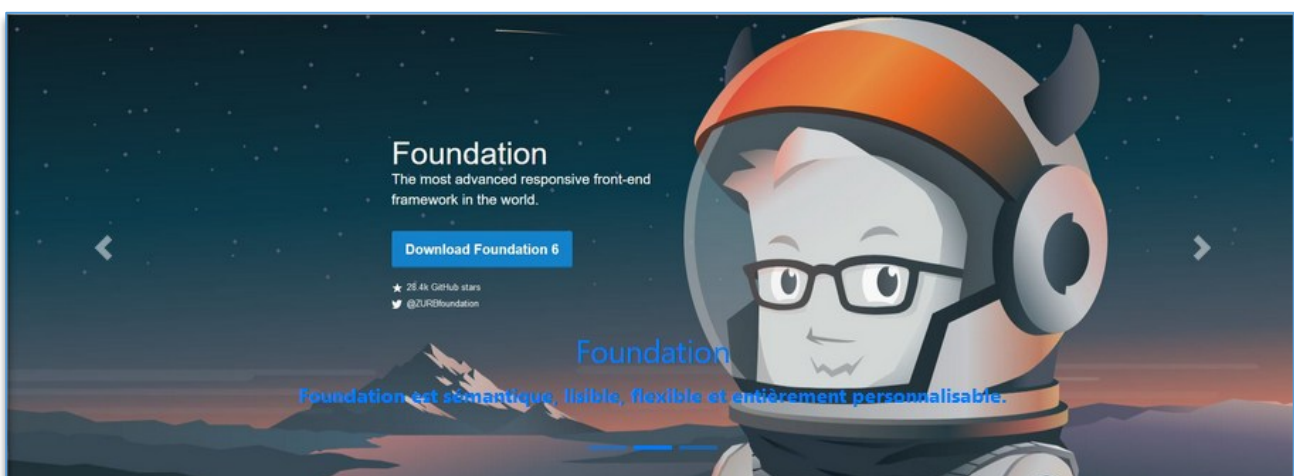 Foundation
The most advanced responsive front-end
framework in the world.
Download Foundation 6
28.4k GitHub stars
@ZURBfoundation
Foundation
Foundation est sémantique, lisible, flexible et entièrement personnalisable.